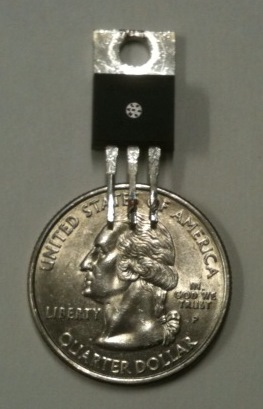 UNITED STATES OF AMERICA
LIBERTY
IN
GOD WE
TRUST
P
QUARTER DOLLAR